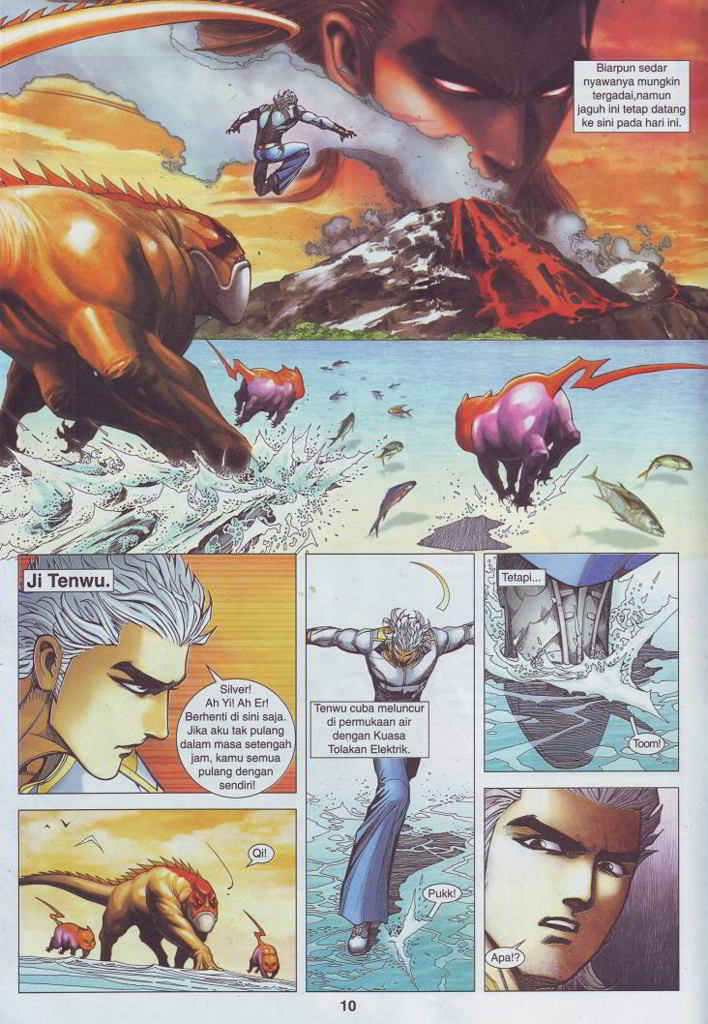 Biarpun sedar
nyawanya mungkin
tergadai,namun
jaguh ini tetap datang
ke sini pada hari ini.
Ji Tenwu.
Silver!
Ah Yi! Ah Er!
Berhenti di sini saja.
Jika aku tak pulang
dalam masa setengah
jam, kamu semua
pulang dengan
sendiri!
Qi!
Tenwu cuba meluncur
di permukaan air
dengan Kuasa
Tolakan Elektrik.
Pukk!
Tetapi...
Toom!
Apa!?
10